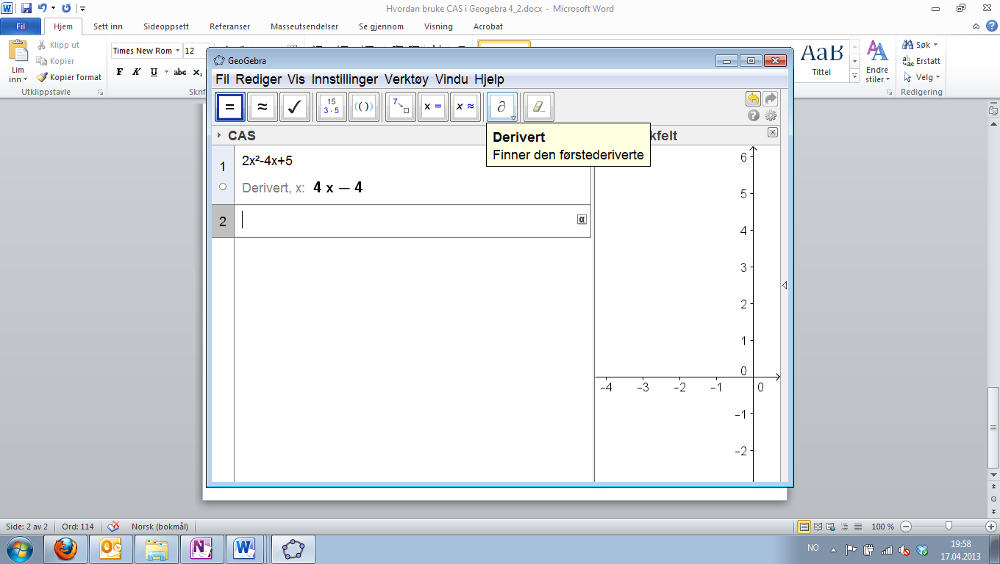 Hvordan bruke CAS i Geogebra 4_2.docx - Microsoft Word
Fil Hjem Sett inn Sideoppsett Referanser Masseutsendelser Se gjennom Visning Acrobat
Lim inn
Klipp ut
Kopier
Kopier format
Utklippstavle
Times New Rom 12
F K U abe x₂
Skrif
AaB
Tittel
Endre stiler
Søk
Erstatt
Velg
Redigering
GeoGebra
Fil Rediger Vis Innstillinger Verktøy Vindu Hjelp
= ≈ ✓ 15 3·5 (( )) 7 x = x ≈ ∂
CAS
kfelt
Derivert
Finner den førstederiverte
1
2x²-4x+5
Derivert, x: 4 x – 4
2
α
6
5
4
3
2
1
0
-4 -3 -2 -1 0
-1
-2
Side: 2 av 2 Ord: 114 Norsk (bokmål) 100 %
NO
19:58
17.04.2013